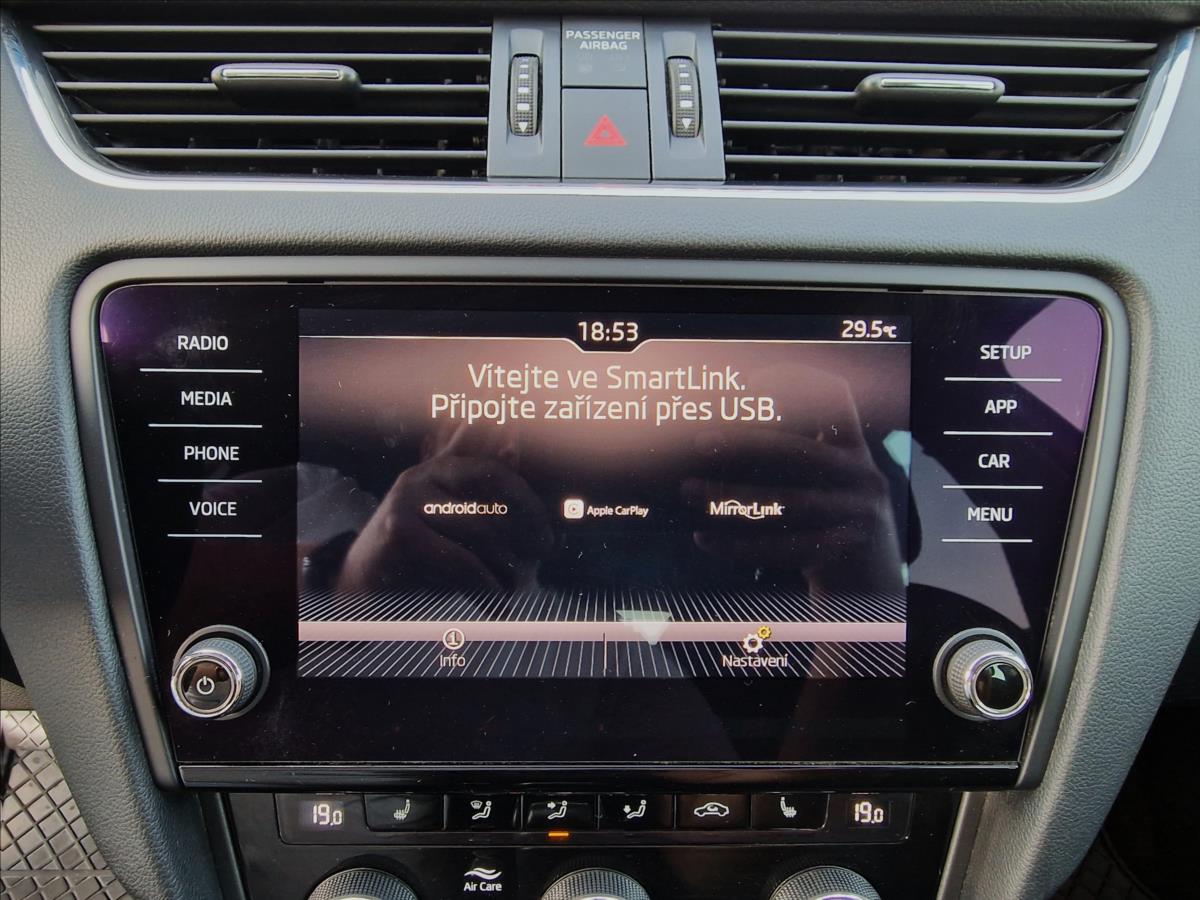 PASSENGER
AIRBAG
18:53
29.5°C
RADIO
MEDIA
PHONE
VOICE
Vítejte ve SmartLink.
Připojte zařízení přes USB.
androidauto
Apple CarPlay
MirrorLink
Info
Nastavení
SETUP
APP
CAR
MENU
19.0
19.0
Air Care